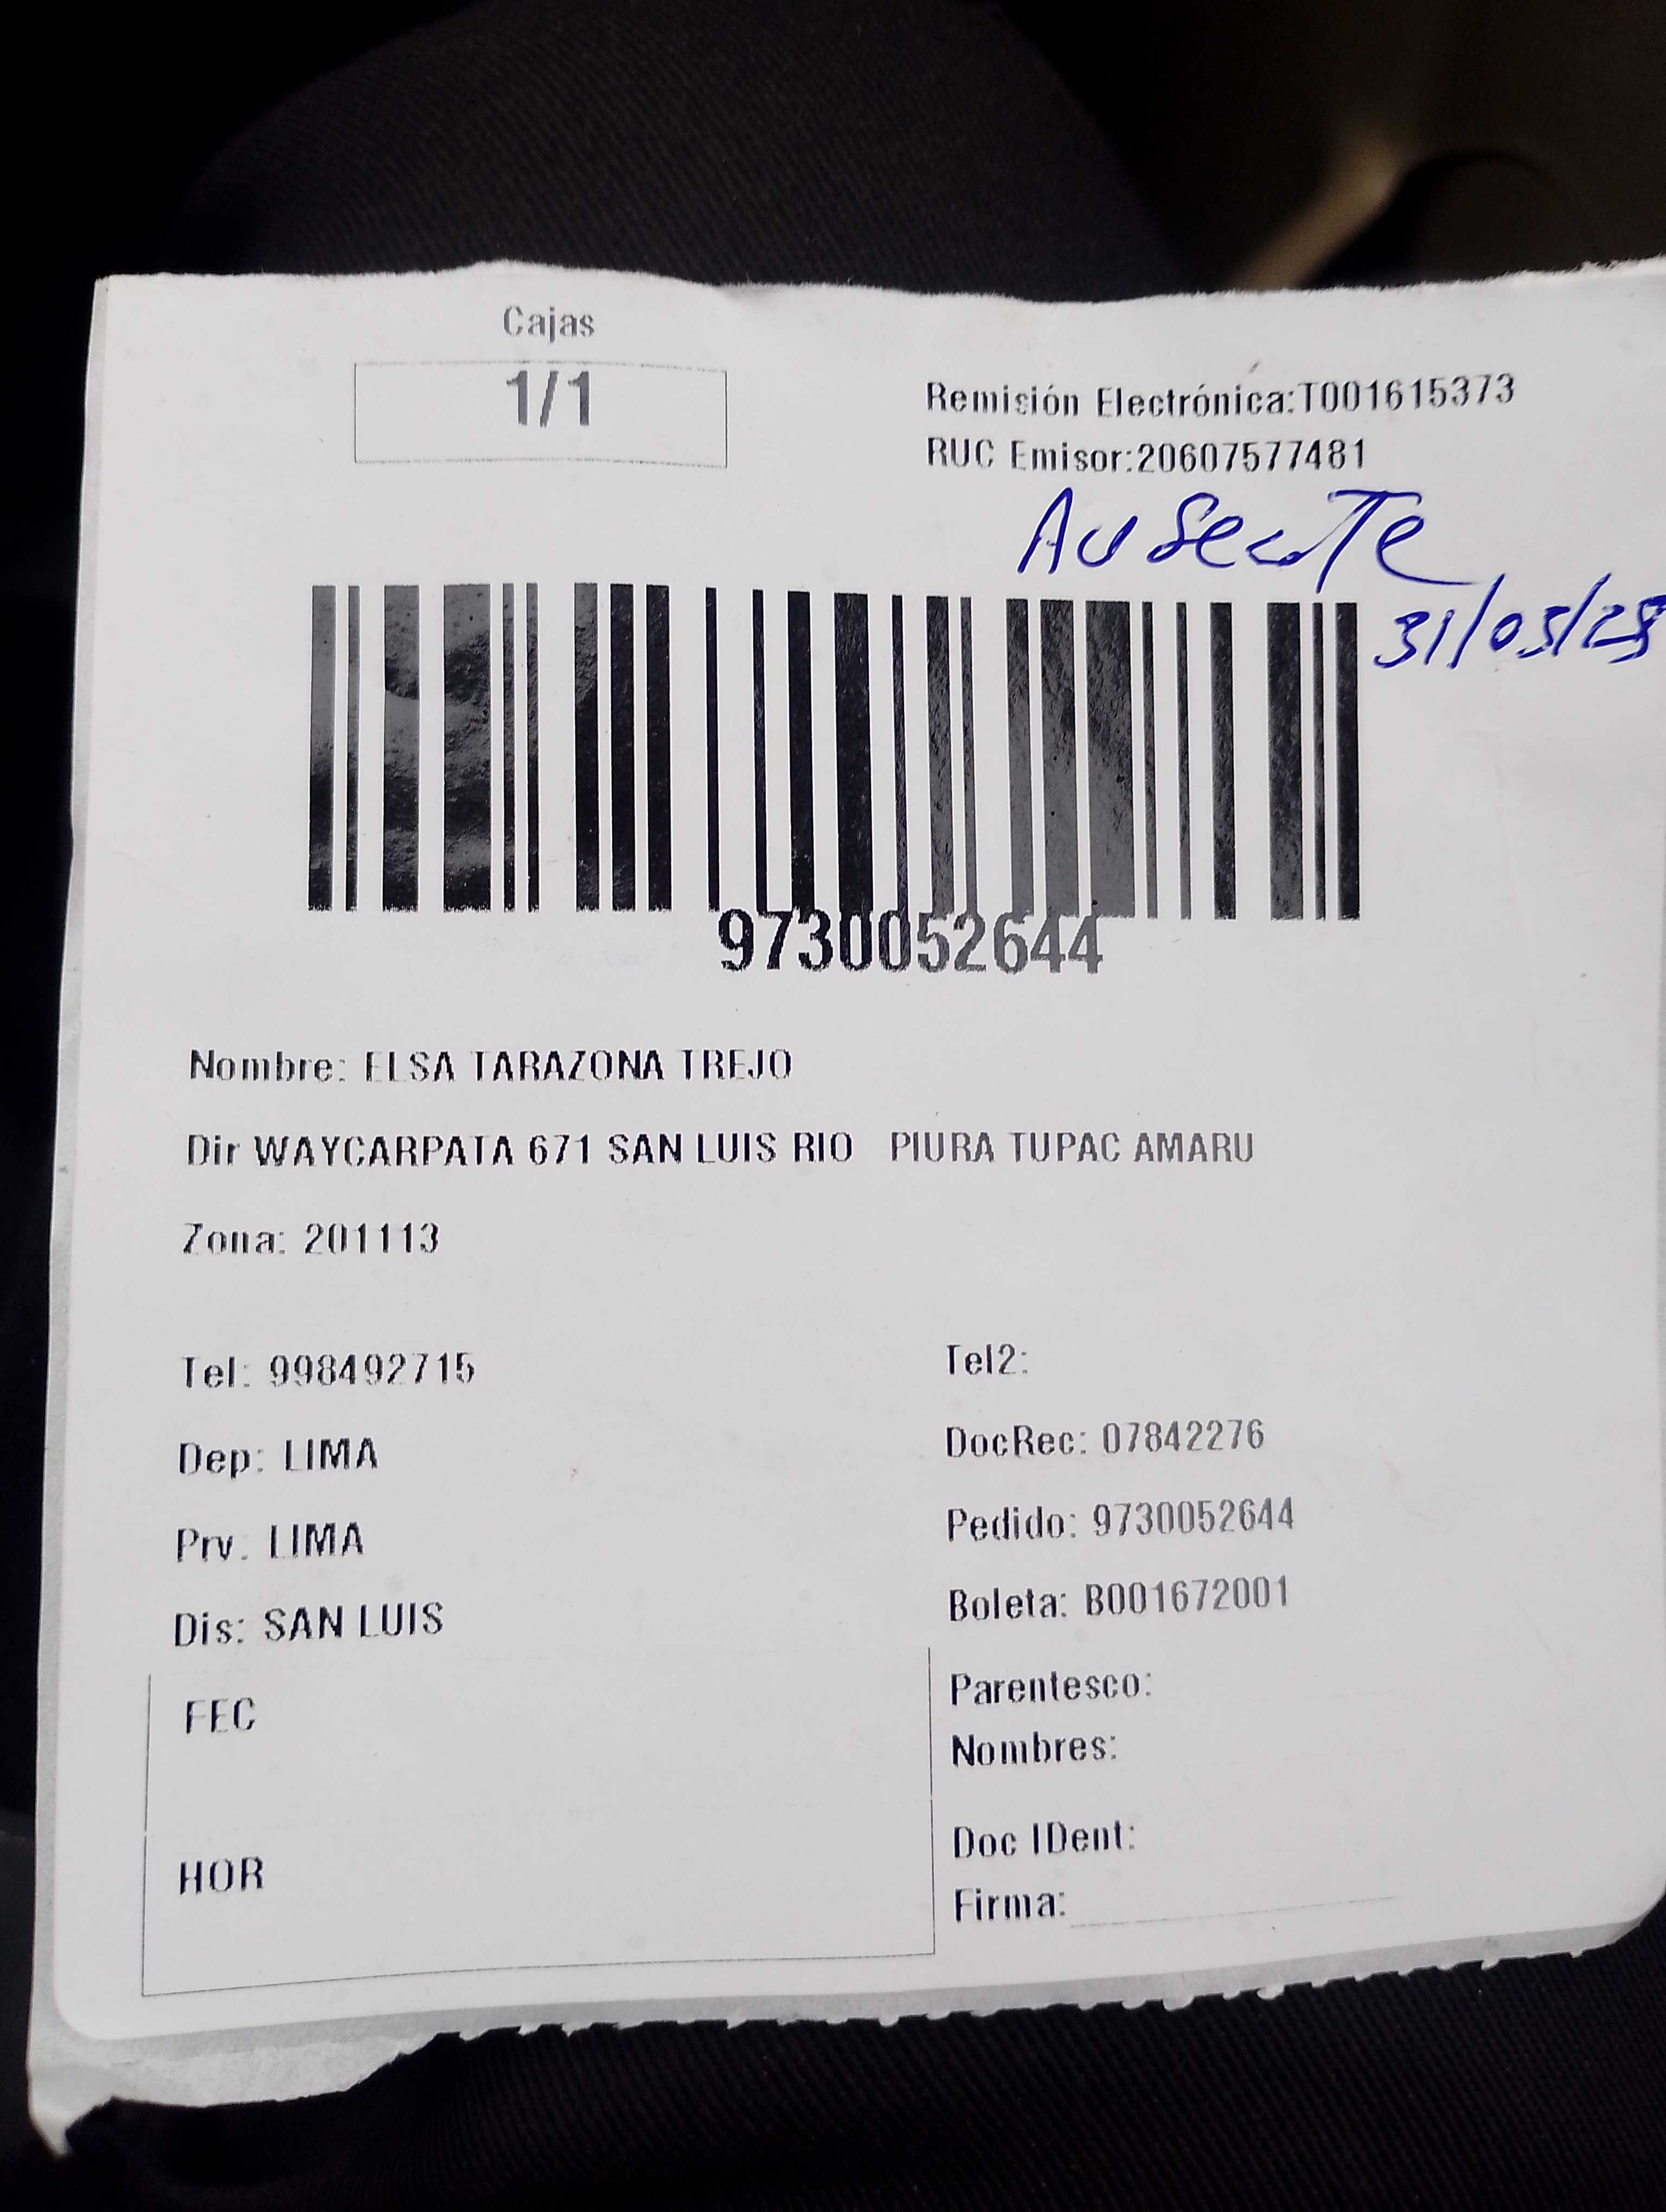 Cajas
1/1
Remisión Electrónica:T001615373
RUC Emisor:20607577481
Ausente
31/03/25
9730052644
Nombre: ELSA TARAZONA TREJO
Dir WAYCARPATA 671 SAN LUIS RIO PIURA TUPAC AMARU
Zona: 201113
Tel: 998492715
Tel2:
Dep: LIMA
DocRec: 07842276
Prv: LIMA
Pedido: 9730052644
Dis: SAN LUIS
Boleta: B001672001
FEC
Parentesco:
Nombres:
HOR
Doc IDent:
Firma: